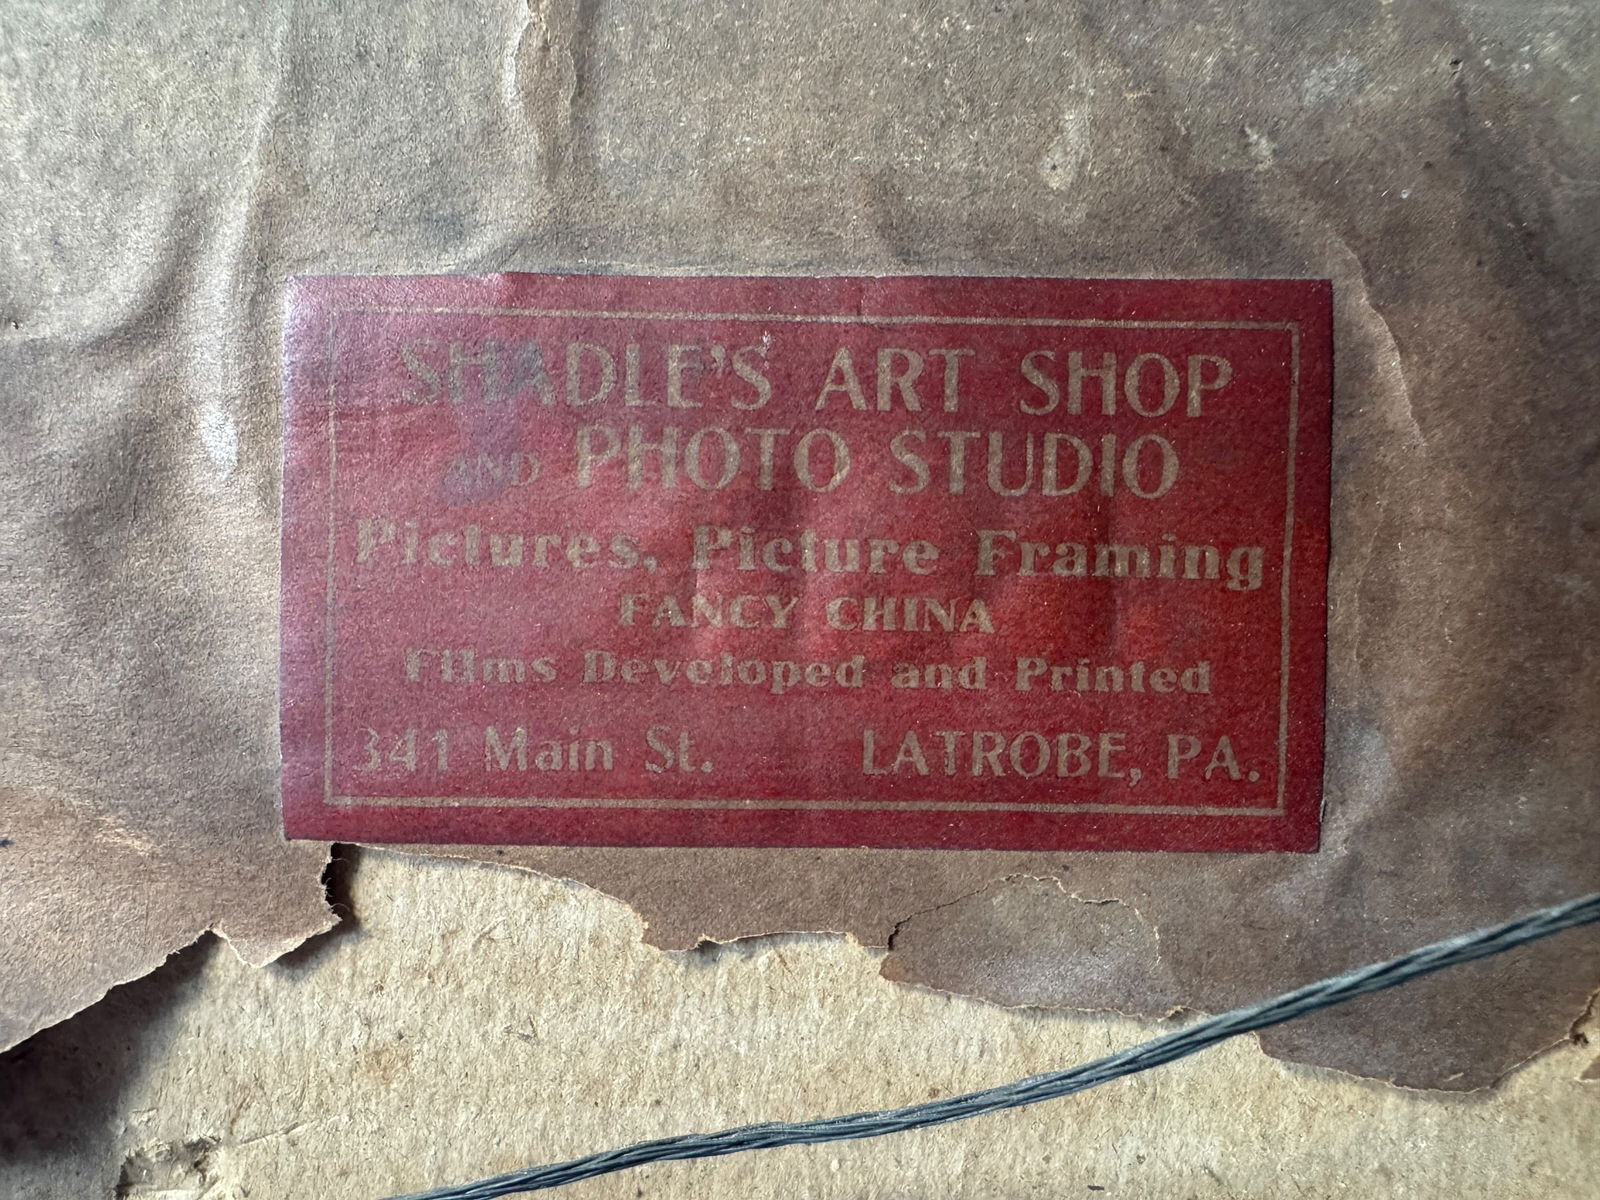 SHADLE'S ART SHOP
AND PHOTO STUDIO
Pictures, Picture Framing
FANCY CHINA
Films Developed and Printed
341 Main St. LATROBE, PA.